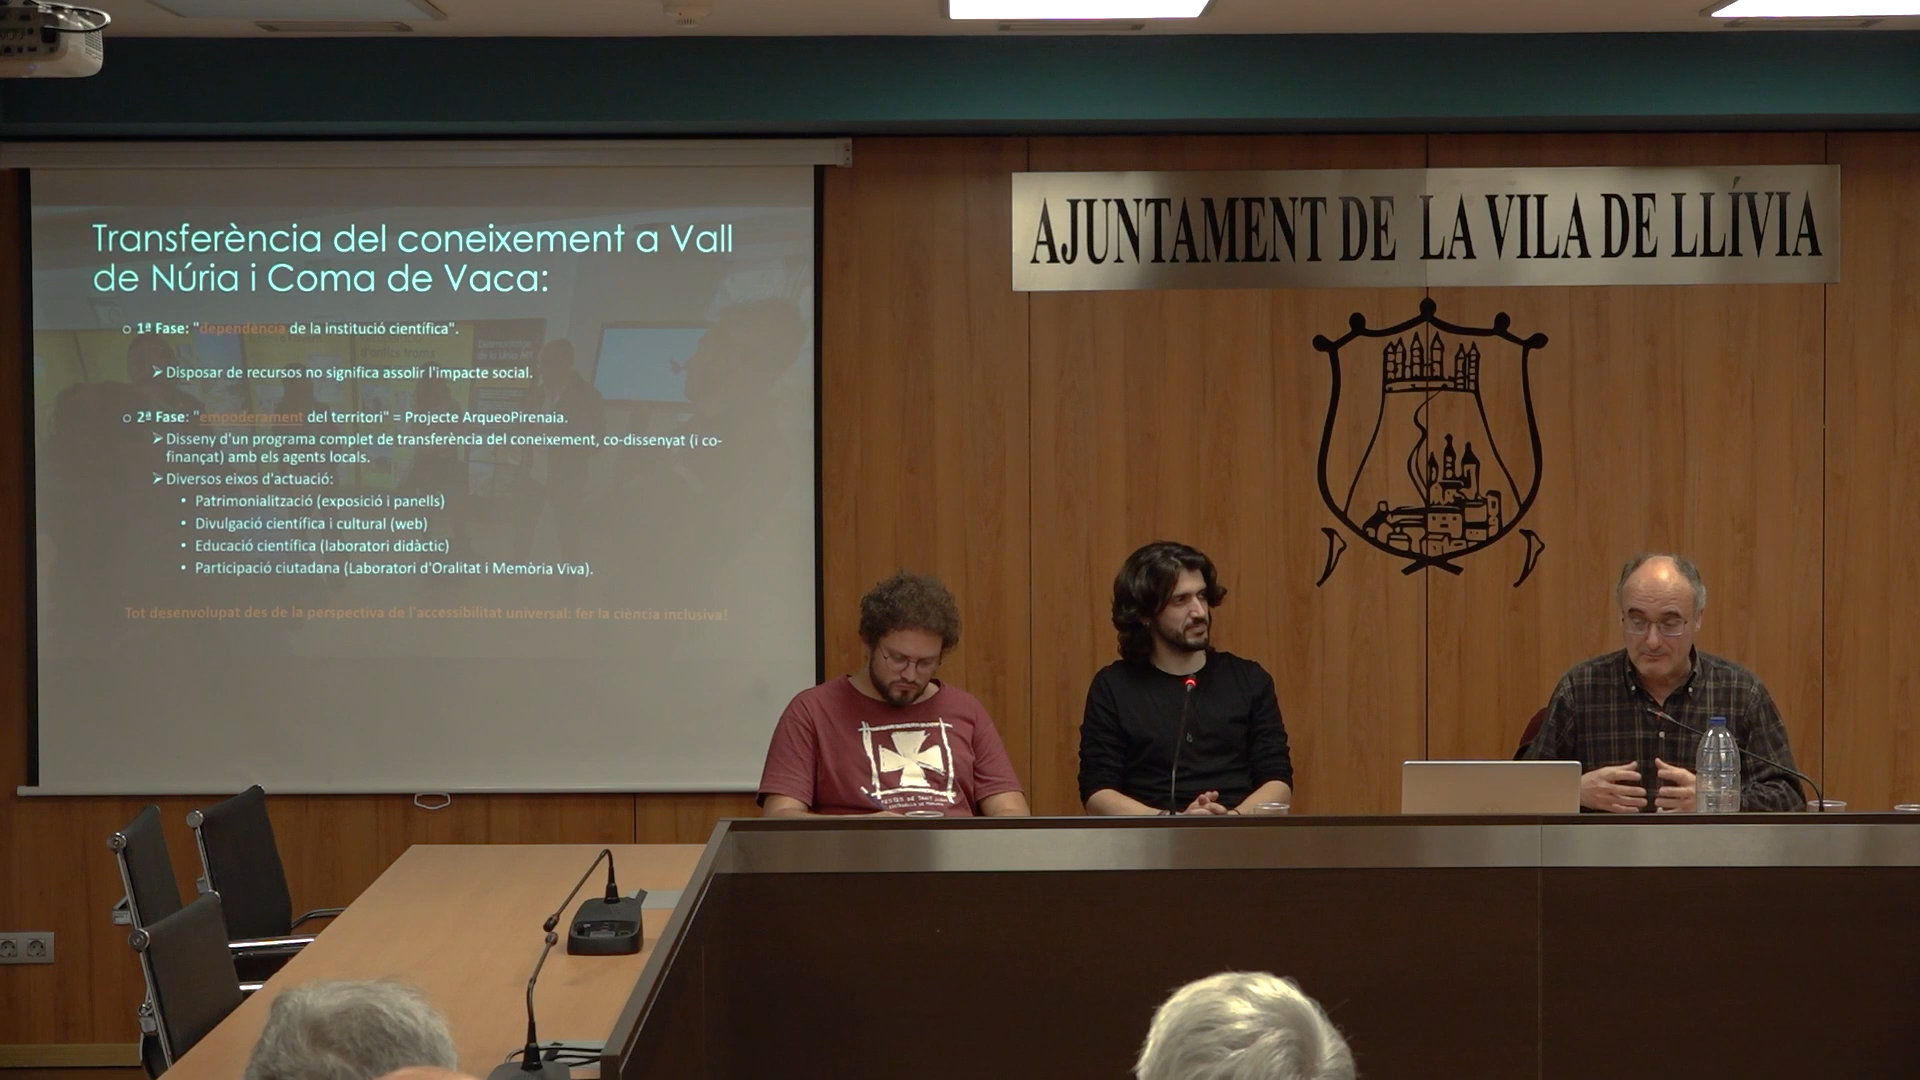 Transferència del coneixement a Vall
de Núria i Coma de Vaca:
1ª Fase: "dependència de la institució científica".
Disposar de recursos no significa assolir l'impacte social.
2ª Fase: "empoderament del territori" = Projecte ArqueoPirenaia.
Disseny d'un programa complet de transferència del coneixement, co-dissenyat (i co-
finançat) amb els agents locals.
Diversos eixos d'actuació:
• Patrimonialització (exposició i panells)
• Divulgació científica i cultural (web)
• Educació científica (laboratori didàctic)
• Participació ciutadana (Laboratori d'Oralitat i Memòria Viva).
Tot desenvolupat des de la perspectiva de l'accessibilitat universal: fer la ciència inclusiva!
AJUNTAMENT DE LA VILA DE LLÍVIA